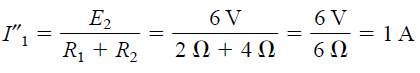 I″₁ = E₂ / (R₁ + R₂) = 6 V / (2 Ω + 4 Ω) = 6 V / 6 Ω = 1 A